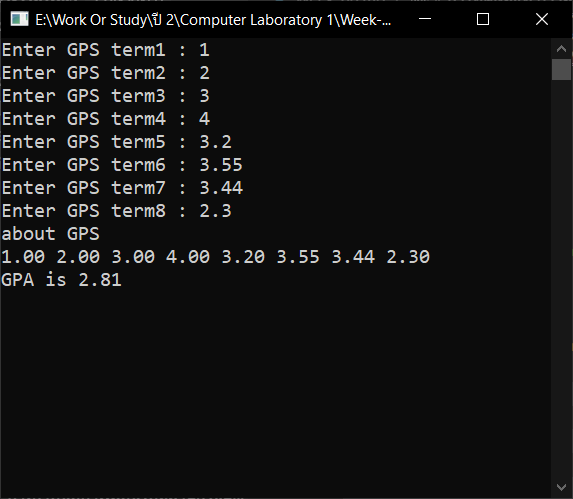 E:\Work Or Study\ปี 2\Computer Laboratory 1\Week-...
Enter GPS term1 : 1
Enter GPS term2 : 2
Enter GPS term3 : 3
Enter GPS term4 : 4
Enter GPS term5 : 3.2
Enter GPS term6 : 3.55
Enter GPS term7 : 3.44
Enter GPS term8 : 2.3
about GPS
1.00 2.00 3.00 4.00 3.20 3.55 3.44 2.30
GPA is 2.81